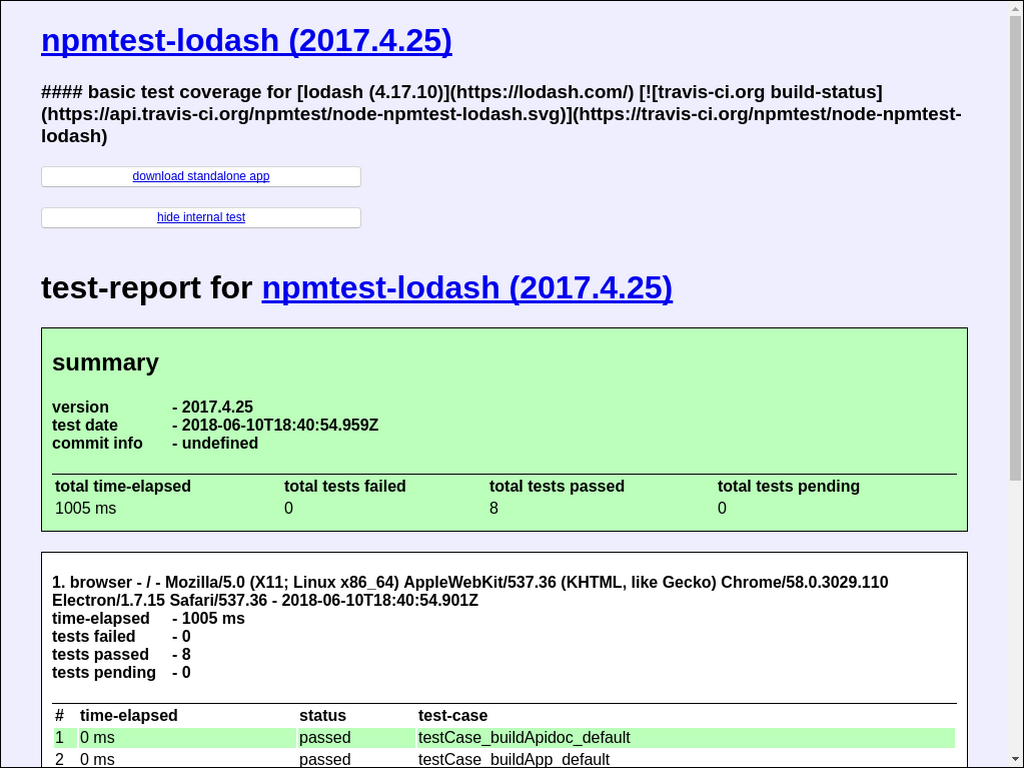 npmtest-lodash (2017.4.25)
#### basic test coverage for [lodash (4.17.10)](https://lodash.com/) [![travis-ci.org build-status]
(https://api.travis-ci.org/npmtest/node-npmtest-lodash.svg)](https://travis-ci.org/npmtest/node-npmtest-
lodash)
download standalone app
hide internal test
test-report for npmtest-lodash (2017.4.25)
summary
version - 2017.4.25
test date - 2018-06-10T18:40:54.959Z
commit info - undefined
total time-elapsed total tests failed total tests passed total tests pending
1005 ms 0 8 0
1. browser - / - Mozilla/5.0 (X11; Linux x86_64) AppleWebKit/537.36 (KHTML, like Gecko) Chrome/58.0.3029.110
Electron/1.7.15 Safari/537.36 - 2018-06-10T18:40:54.901Z
time-elapsed - 1005 ms
tests failed - 0
tests passed - 8
tests pending - 0
# time-elapsed status test-case
1 0 ms passed testCase_buildApidoc_default
2 0 ms passed testCase_buildApp_default